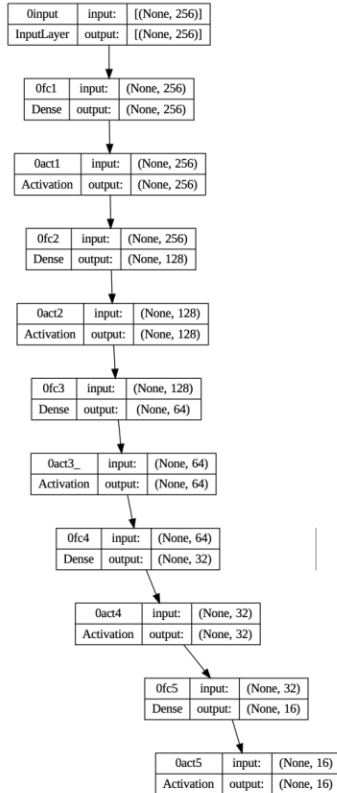 0input input: [(None, 256)]
InputLayer output: [(None, 256)]
0fc1 input: (None, 256)
Dense output: (None, 256)
0act1 input: (None, 256)
Activation output: (None, 256)
0fc2 input: (None, 256)
Dense output: (None, 128)
0act2 input: (None, 128)
Activation output: (None, 128)
0fc3 input: (None, 128)
Dense output: (None, 64)
0act3_ input: (None, 64)
Activation output: (None, 64)
0fc4 input: (None, 64)
Dense output: (None, 32)
0act4 input: (None, 32)
Activation output: (None, 32)
0fc5 input: (None, 32)
Dense output: (None, 16)
0act5 input: (None, 16)
Activation output: (None, 16)